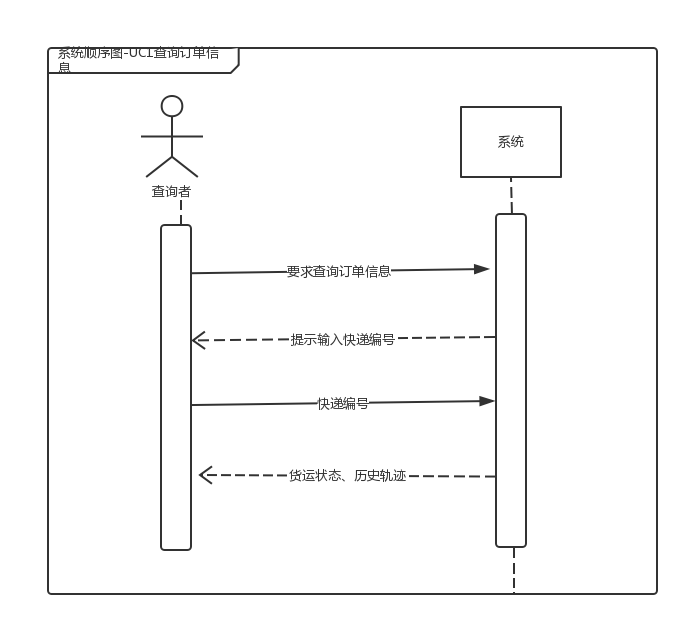 系统顺序图-UC1查询订单信
息
系统
查询者
要求查询订单信息
提示输入快递编号
快递编号
货运状态、历史轨迹